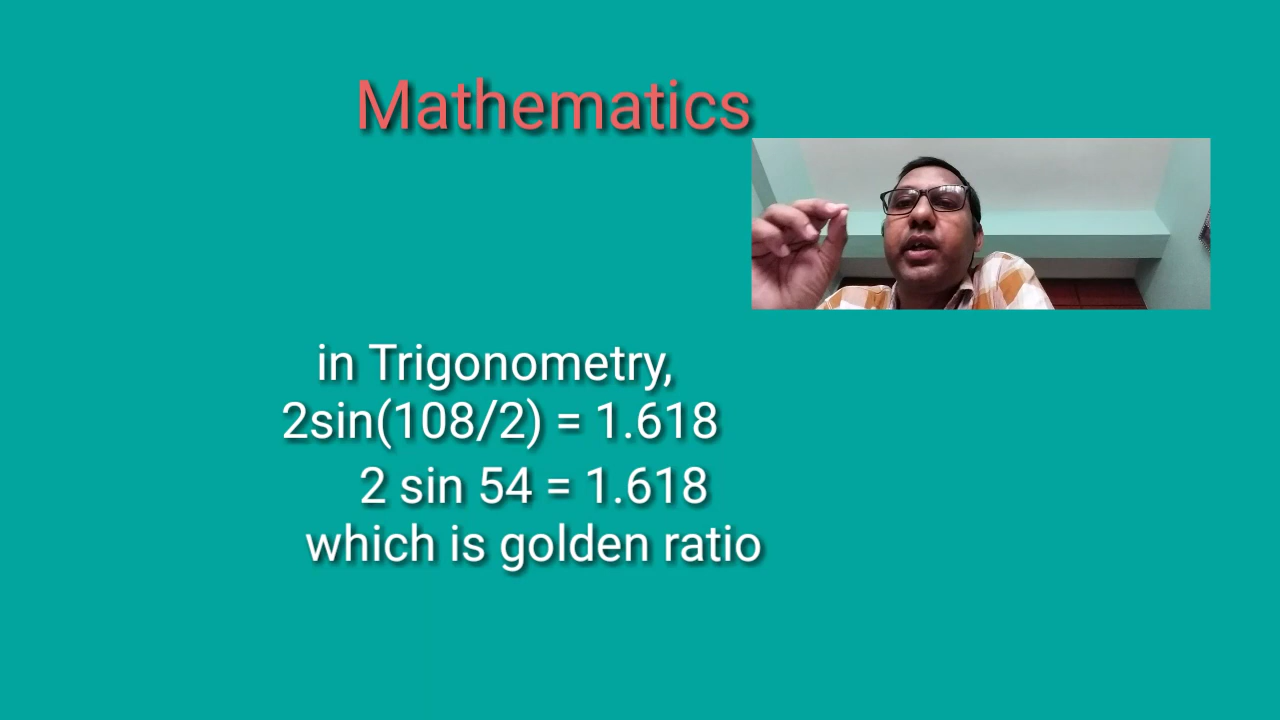 Mathematics
in Trigonometry,
2sin(108/2) = 1.618
2 sin 54 = 1.618
which is golden ratio